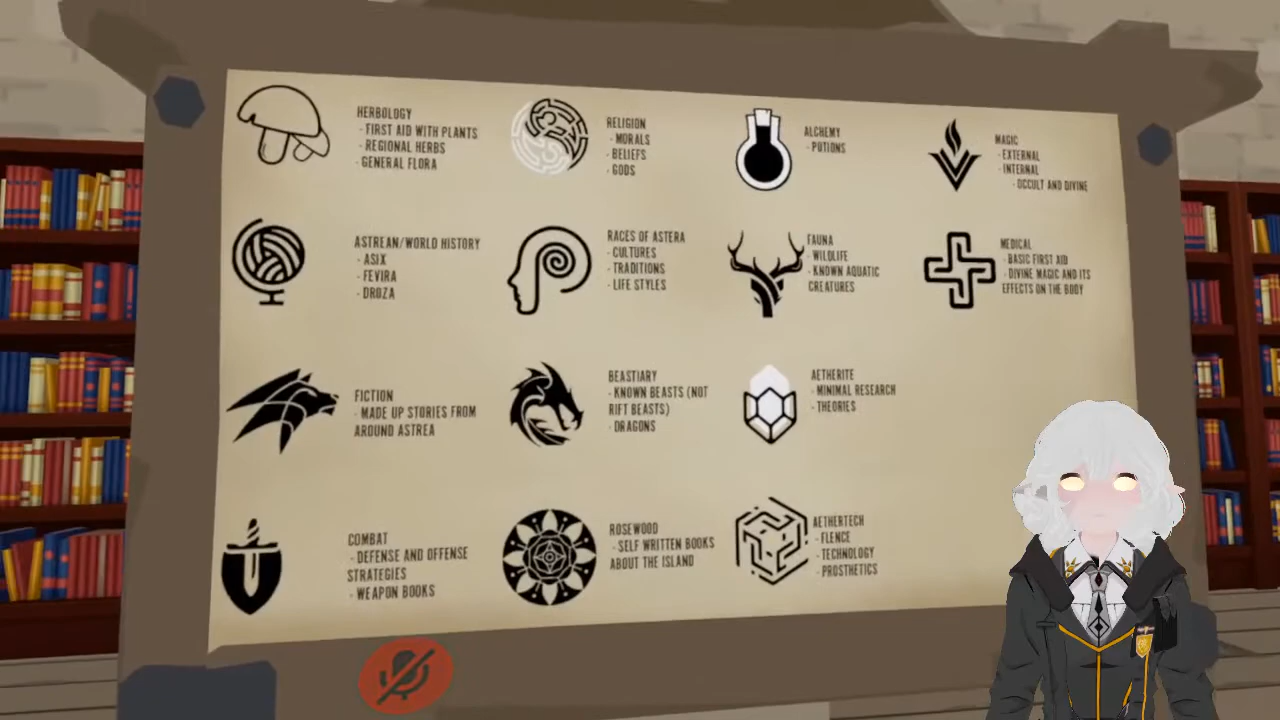 HERBOLOGY
- FIRST AID WITH PLANTS
- REGIONAL HERBS
- GENERAL FLORA
RELIGION
- MORALS
- BELIEFS
- GODS
ALCHEMY
- POTIONS
MAGIC
- EXTERNAL
- INTERNAL
- OCCULT AND DIVINE
ASTREAN/WORLD HISTORY
- ASIX
- FEVIRA
- DROZA
RACES OF ASTERA
- CULTURES
- TRADITIONS
- LIFE STYLES
FAUNA
- WILDLIFE
- KNOWN AQUATIC
CREATURES
MEDICAL
- BASIC FIRST AID
- DIVINE MAGIC AND ITS
EFFECTS ON THE BODY
FICTION
- MADE UP STORIES FROM
AROUND ASTREA
BEASTIARY
- KNOWN BEASTS (NOT
RIFT BEASTS)
- DRAGONS
AETHERITE
- MINIMAL RESEARCH
- THEORIES
COMBAT
- DEFENSE AND OFFENSE
STRATEGIES
- WEAPON BOOKS
ROSEWOOD
- SELF WRITTEN BOOKS
ABOUT THE ISLAND
AETHERTECH
- FLENCE
- TECHNOLOGY
- PROSTHETICS